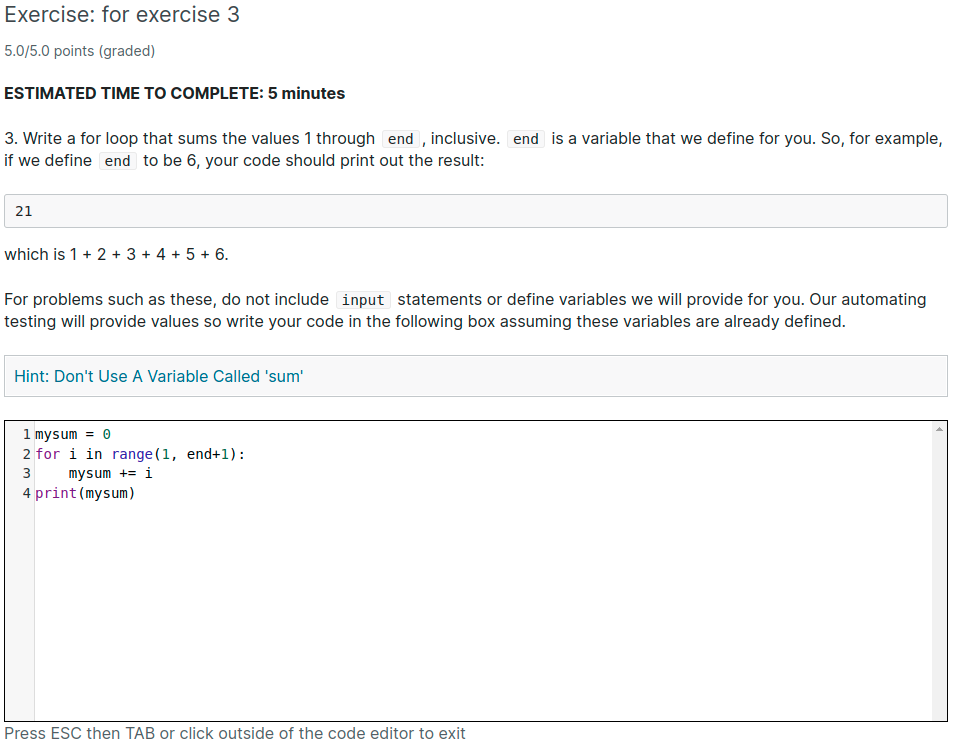 Exercise: for exercise 3
5.0/5.0 points (graded)
ESTIMATED TIME TO COMPLETE: 5 minutes
3. Write a for loop that sums the values 1 through end , inclusive. end is a variable that we define for you. So, for example,
if we define end to be 6, your code should print out the result:
21
which is 1 + 2 + 3 + 4 + 5 + 6.
For problems such as these, do not include input statements or define variables we will provide for you. Our automating
testing will provide values so write your code in the following box assuming these variables are already defined.
Hint: Don't Use A Variable Called 'sum'
1 mysum = 0
2 for i in range(1, end+1):
3     mysum += i
4 print(mysum)
Press ESC then TAB or click outside of the code editor to exit